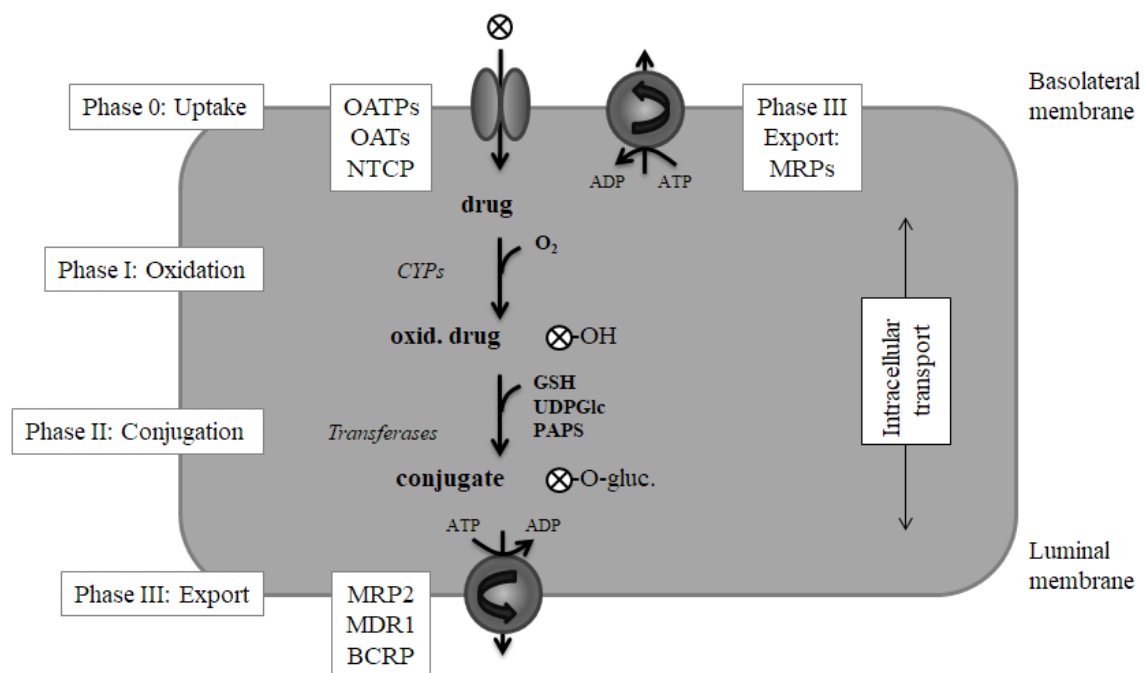 Basolateral
membrane
Phase 0: Uptake
OATPs
OATs
NTCP
Phase III
Export:
MRPs
ADP
ATP
drug
O2
Phase I: Oxidation
CYPs
oxid. drug
-OH
GSH
UDPGlc
PAPS
Phase II: Conjugation
Transferases
conjugate
-O-gluc.
Intracellular
transport
ATP
ADP
Luminal
membrane
Phase III: Export
MRP2
MDR1
BCRP